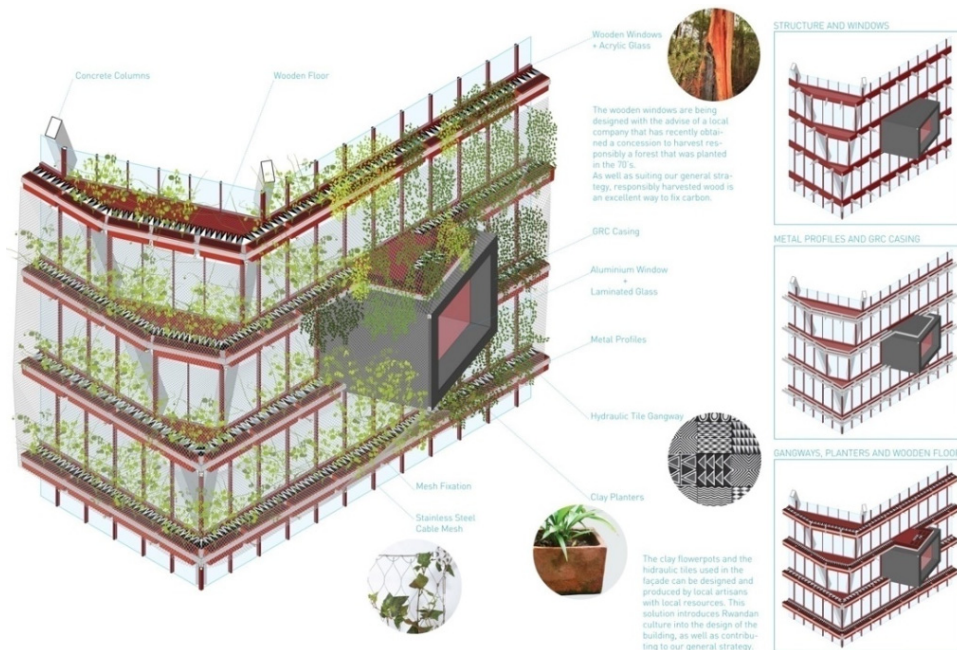 Concrete Columns
Wooden Floor
Wooden Windows
+ Acrylic Glass
The wooden windows are being
designed with the advise of a local
company that has recently obtai-
ned a concession to harvest res-
ponsibly a forest that was planted
in the 70's.
As well as suiting our general stra-
tegy, responsibly harvested wood is
an excellent way to fix carbon.
GRC Casing
Aluminium Window
+
Laminated Glass
Metal Profiles
Hydraulic Tile Gangway
Clay Planters
Mesh Fixation
Stainless Steel
Cable Mesh
The clay flowerpots and the
hidraulic tiles used in the
façade can be designed and
produced by local artisans
with local resources. This
solution introduces Rwandan
culture into the design of the
building, as well as contribu-
ting to our general strategy.
STRUCTURE AND WINDOWS
METAL PROFILES AND GRC CASING
GANGWAYS, PLANTERS AND WOODEN FLOOR